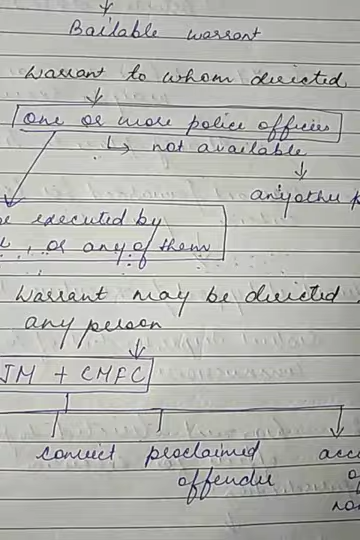 Bailable warrant
Warrant to whom directed
One or more police officers
↳ not available
any other
executed by
, or any of them
Warrant may be directed
any person
JM + CMFC
convict proclaimed
offender